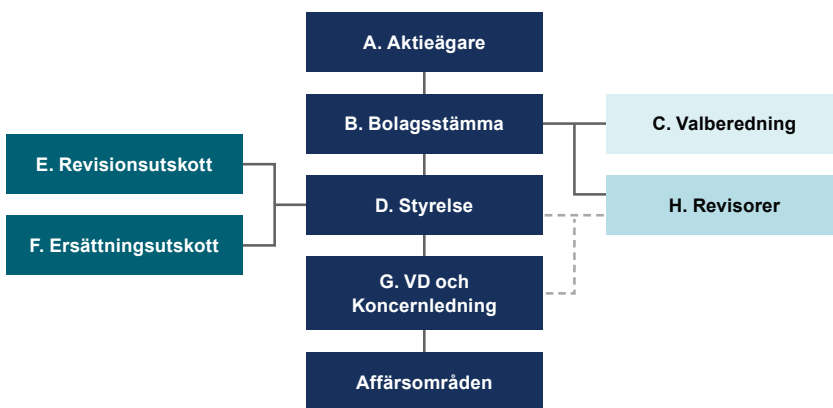 A. Aktieägare
B. Bolagsstämma
C. Valberedning
E. Revisionsutskott
D. Styrelse
H. Revisorer
F. Ersättningsutskott
G. VD och
Koncernledning
Affärsområden